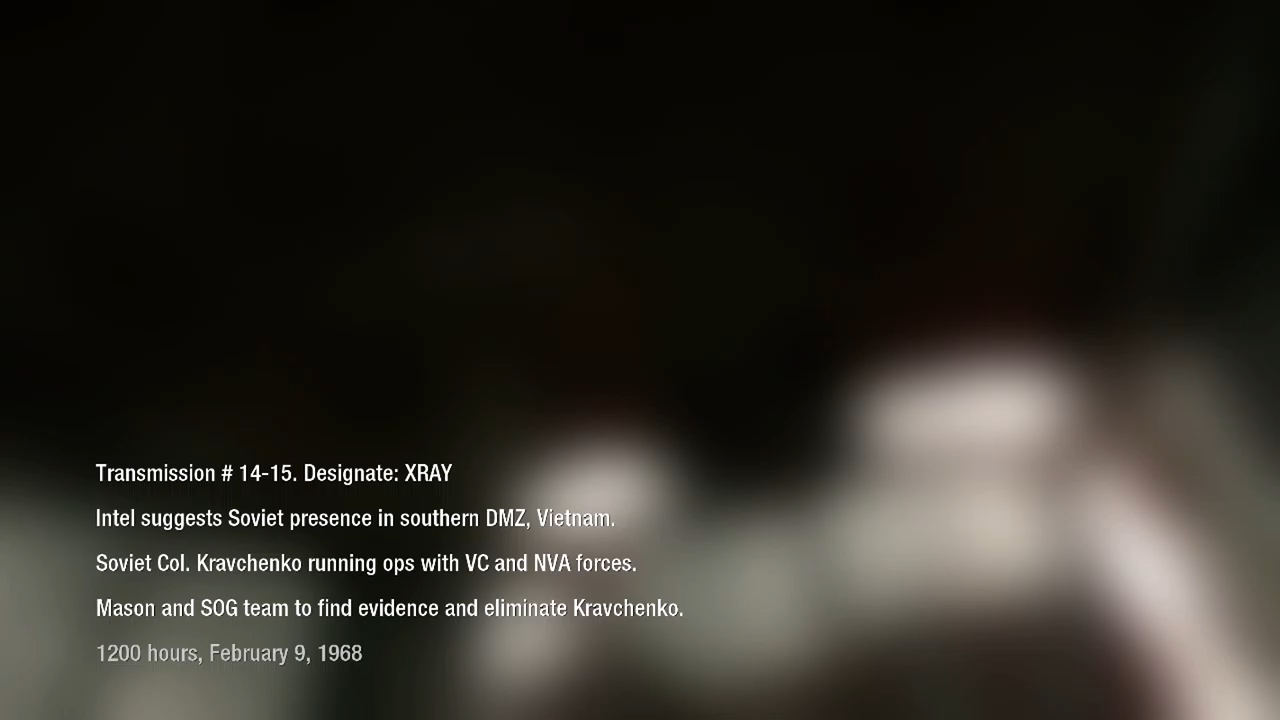 Transmission # 14-15. Designate: XRAY
Intel suggests Soviet presence in southern DMZ, Vietnam.
Soviet Col. Kravchenko running ops with VC and NVA forces.
Mason and SOG team to find evidence and eliminate Kravchenko.
1200 hours, February 9, 1968